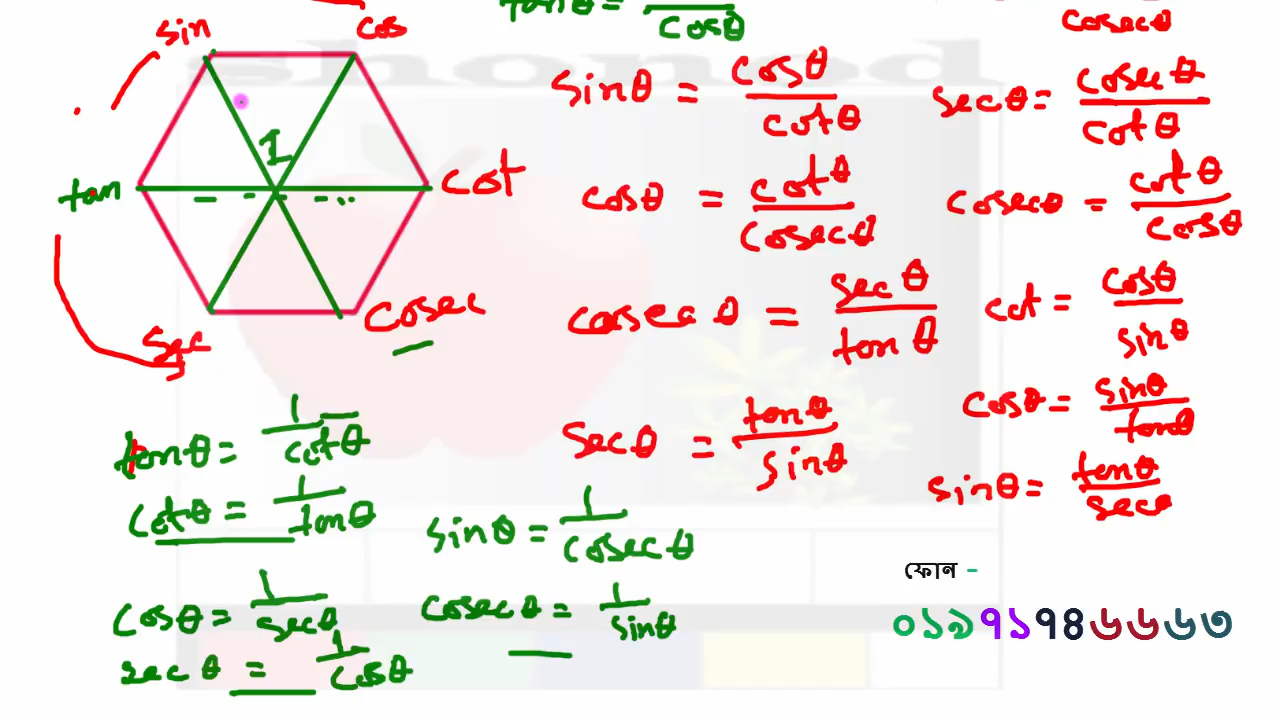 sin
cos
tan
cot
sec
cosec
1
tanθ = /cosθ
cosecθ
sinθ = cosθ/cotθ
cosθ = cotθ/cosecθ
cosecθ = secθ/tanθ
secθ = tanθ/sinθ
secθ = cosecθ/cotθ
cosecθ = cotθ/cosθ
cot = cosθ/sinθ
cosθ = sinθ/tanθ
sinθ = tanθ/secθ
tanθ = 1/cotθ
cotθ = 1/tanθ
cosθ = 1/secθ
secθ = 1/cosθ
sinθ = 1/cosecθ
cosecθ = 1/sinθ
shohod
ফোন -
০১৯৭১৭৪৬৬৬৩